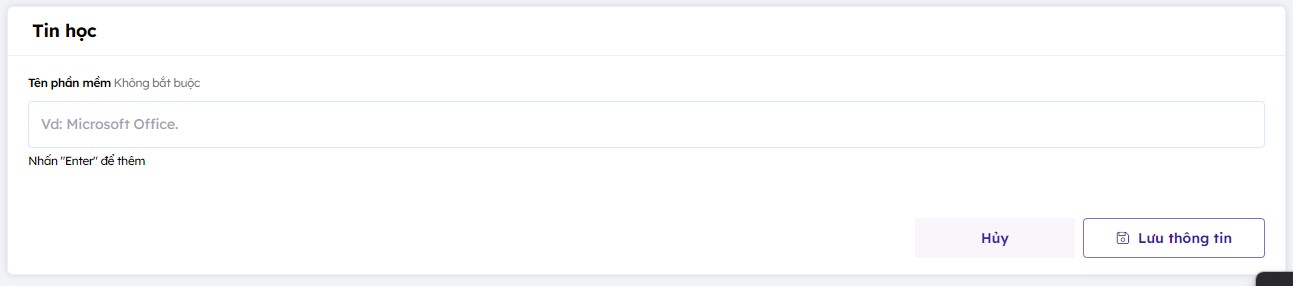 Tin học
Tên phần mềm Không bắt buộc
Vd: Microsoft Office.
Nhấn "Enter" để thêm
Hủy
Lưu thông tin